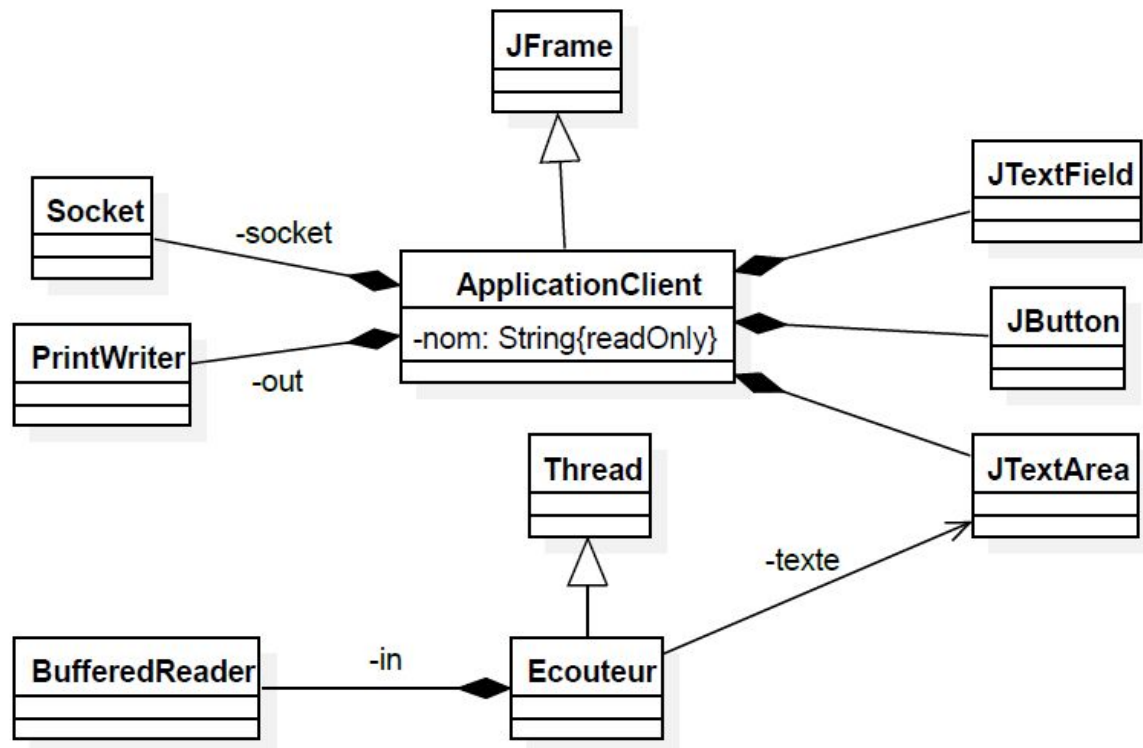 JFrame
JTextField
Socket
-socket
ApplicationClient
JButton
-nom: String{readOnly}
PrintWriter
-out
Thread
JTextArea
-texte
BufferedReader
-in
Ecouteur